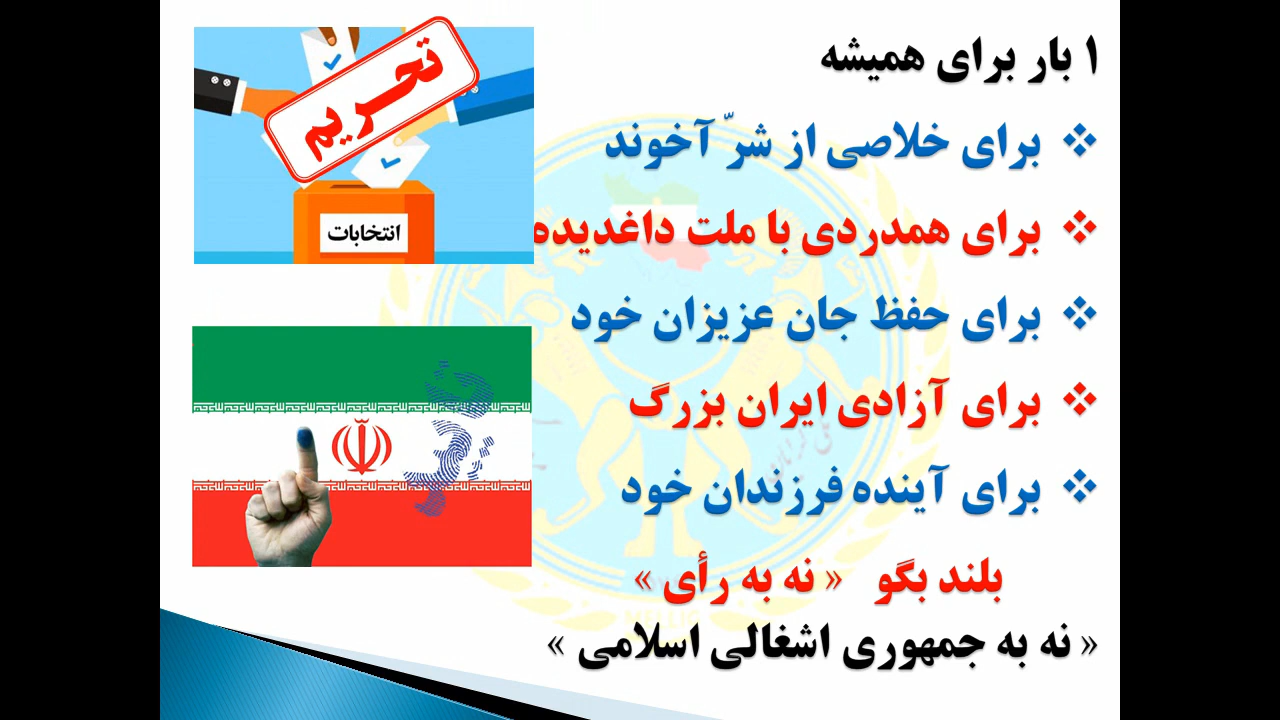 ۱ بار برای همیشه
برای خلاصی از شرّ آخوند
برای همدردی با ملت داغدیده
برای حفظ جان عزیزان خود
برای آزادی ایران بزرگ
برای آینده فرزندان خود
بلند بگو « نه به رأی »
« نه به جمهوری اشغالی اسلامی »
تحریم
انتخابات